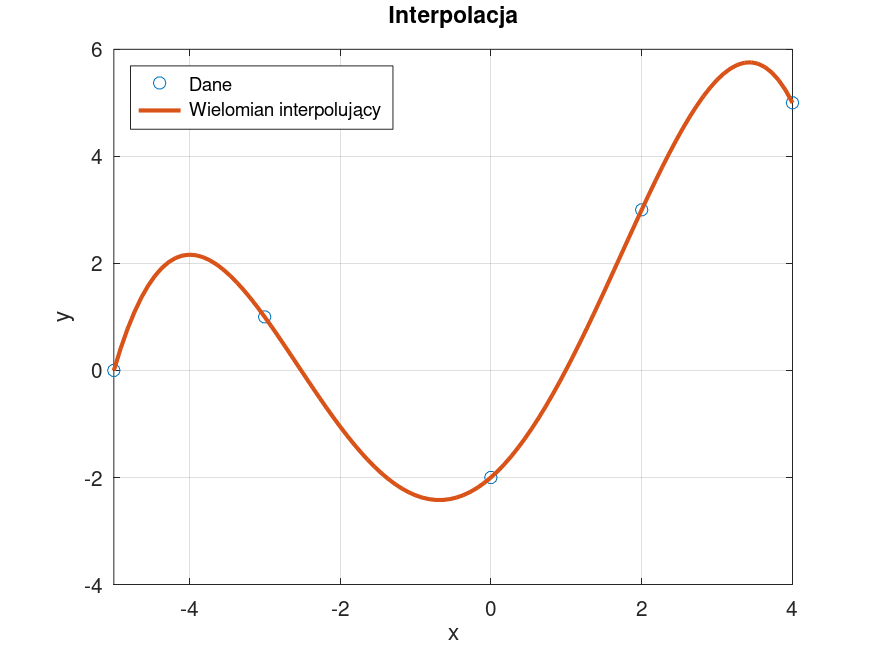 Interpolacja
Dane
Wielomian interpolujący
6
4
2
0
-2
-4
y
-4
-2
0
2
4
x